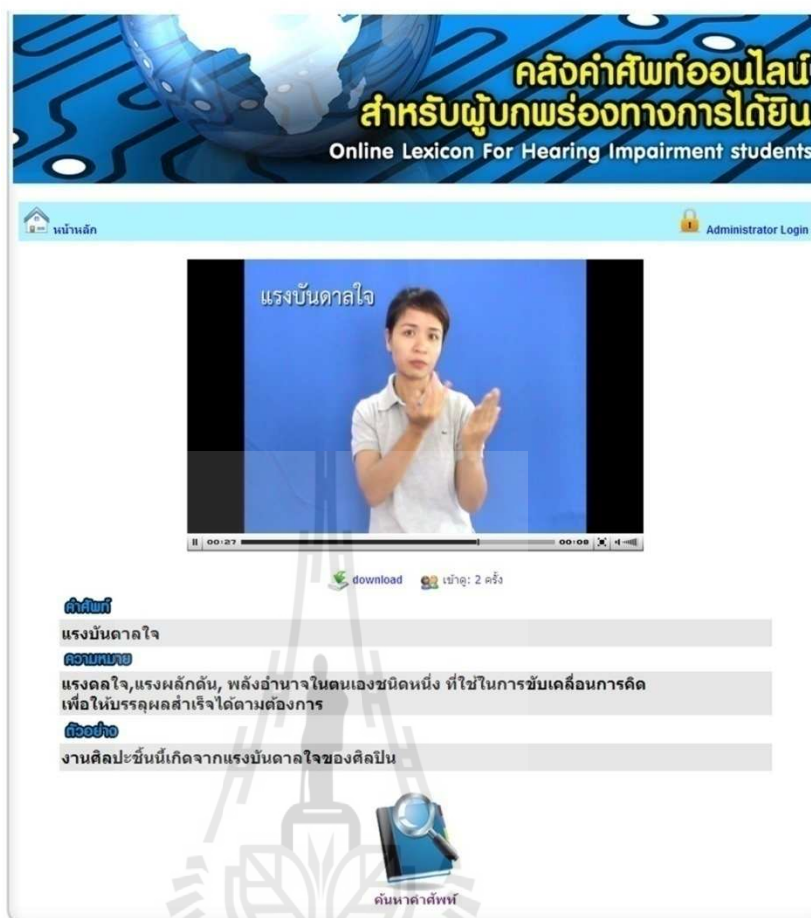 คลังคำศัพท์ออนไลน์
สำหรับผู้บกพร่องทางการได้ยิน
Online Lexicon For Hearing Impairment students
หน้าหลัก
Administrator Login
แรงบันดาลใจ
00:27
00:08
download
เข้าดู: 2 ครั้ง
คำศัพท์
แรงบันดาลใจ
ความหมาย
แรงดลใจ,แรงผลักดัน, พลังอำนาจในตนเองชนิดหนึ่ง ที่ใช้ในการขับเคลื่อนการคิด
เพื่อให้บรรลุผลสำเร็จได้ตามต้องการ
ตัวอย่าง
งานศิลปะชิ้นนี้เกิดจากแรงบันดาลใจของศิลปิน
ค้นหาคำศัพท์